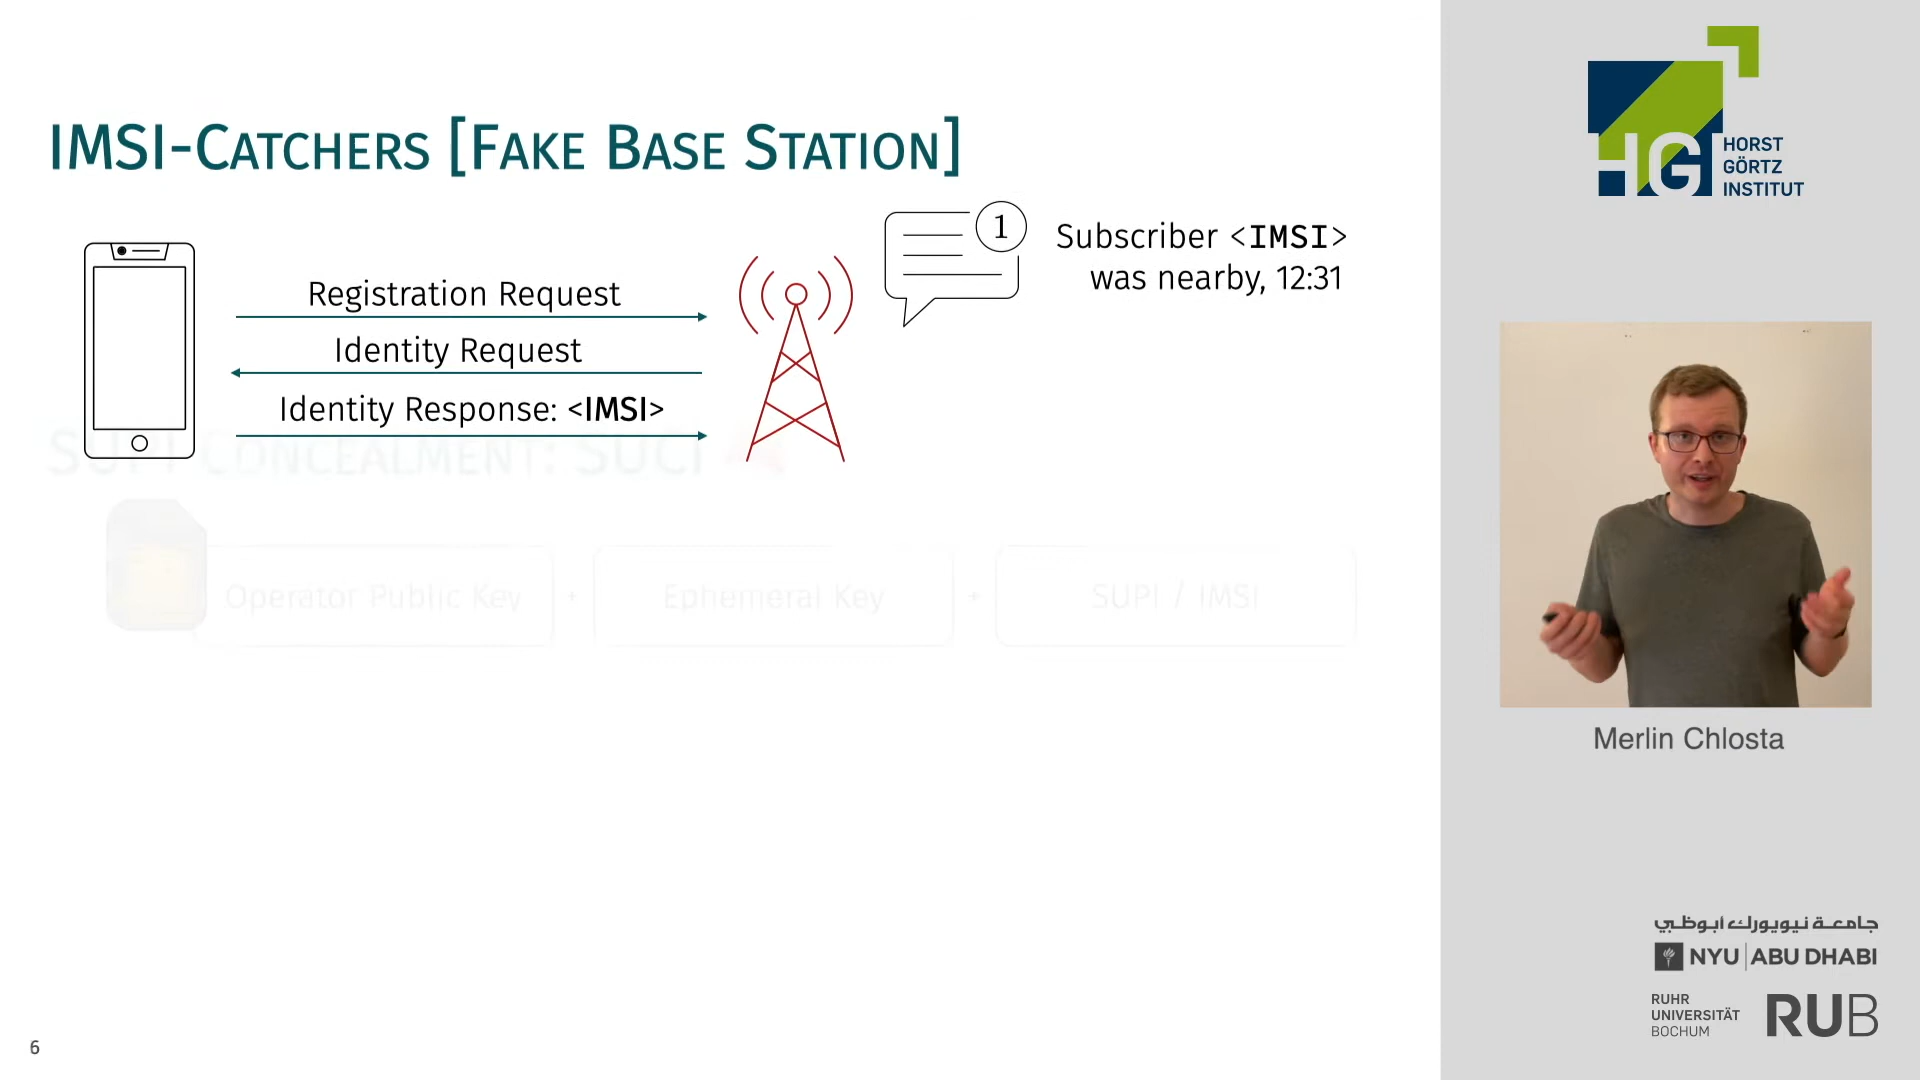 IMSI-Catchers [Fake Base Station]
1
Subscriber <IMSI>
was nearby, 12:31
Registration Request
Identity Request
Identity Response: <IMSI>
SUPI Concealment: SUCI
Operator Public Key + Ephemeral Key + SUPI / IMSI
6
HGI
HORST
GÖRTZ
INSTITUT
Merlin Chlosta
جامعة نيويورك أبوظبي
NYU | ABU DHABI
RUHR
UNIVERSITÄT
BOCHUM
RUB